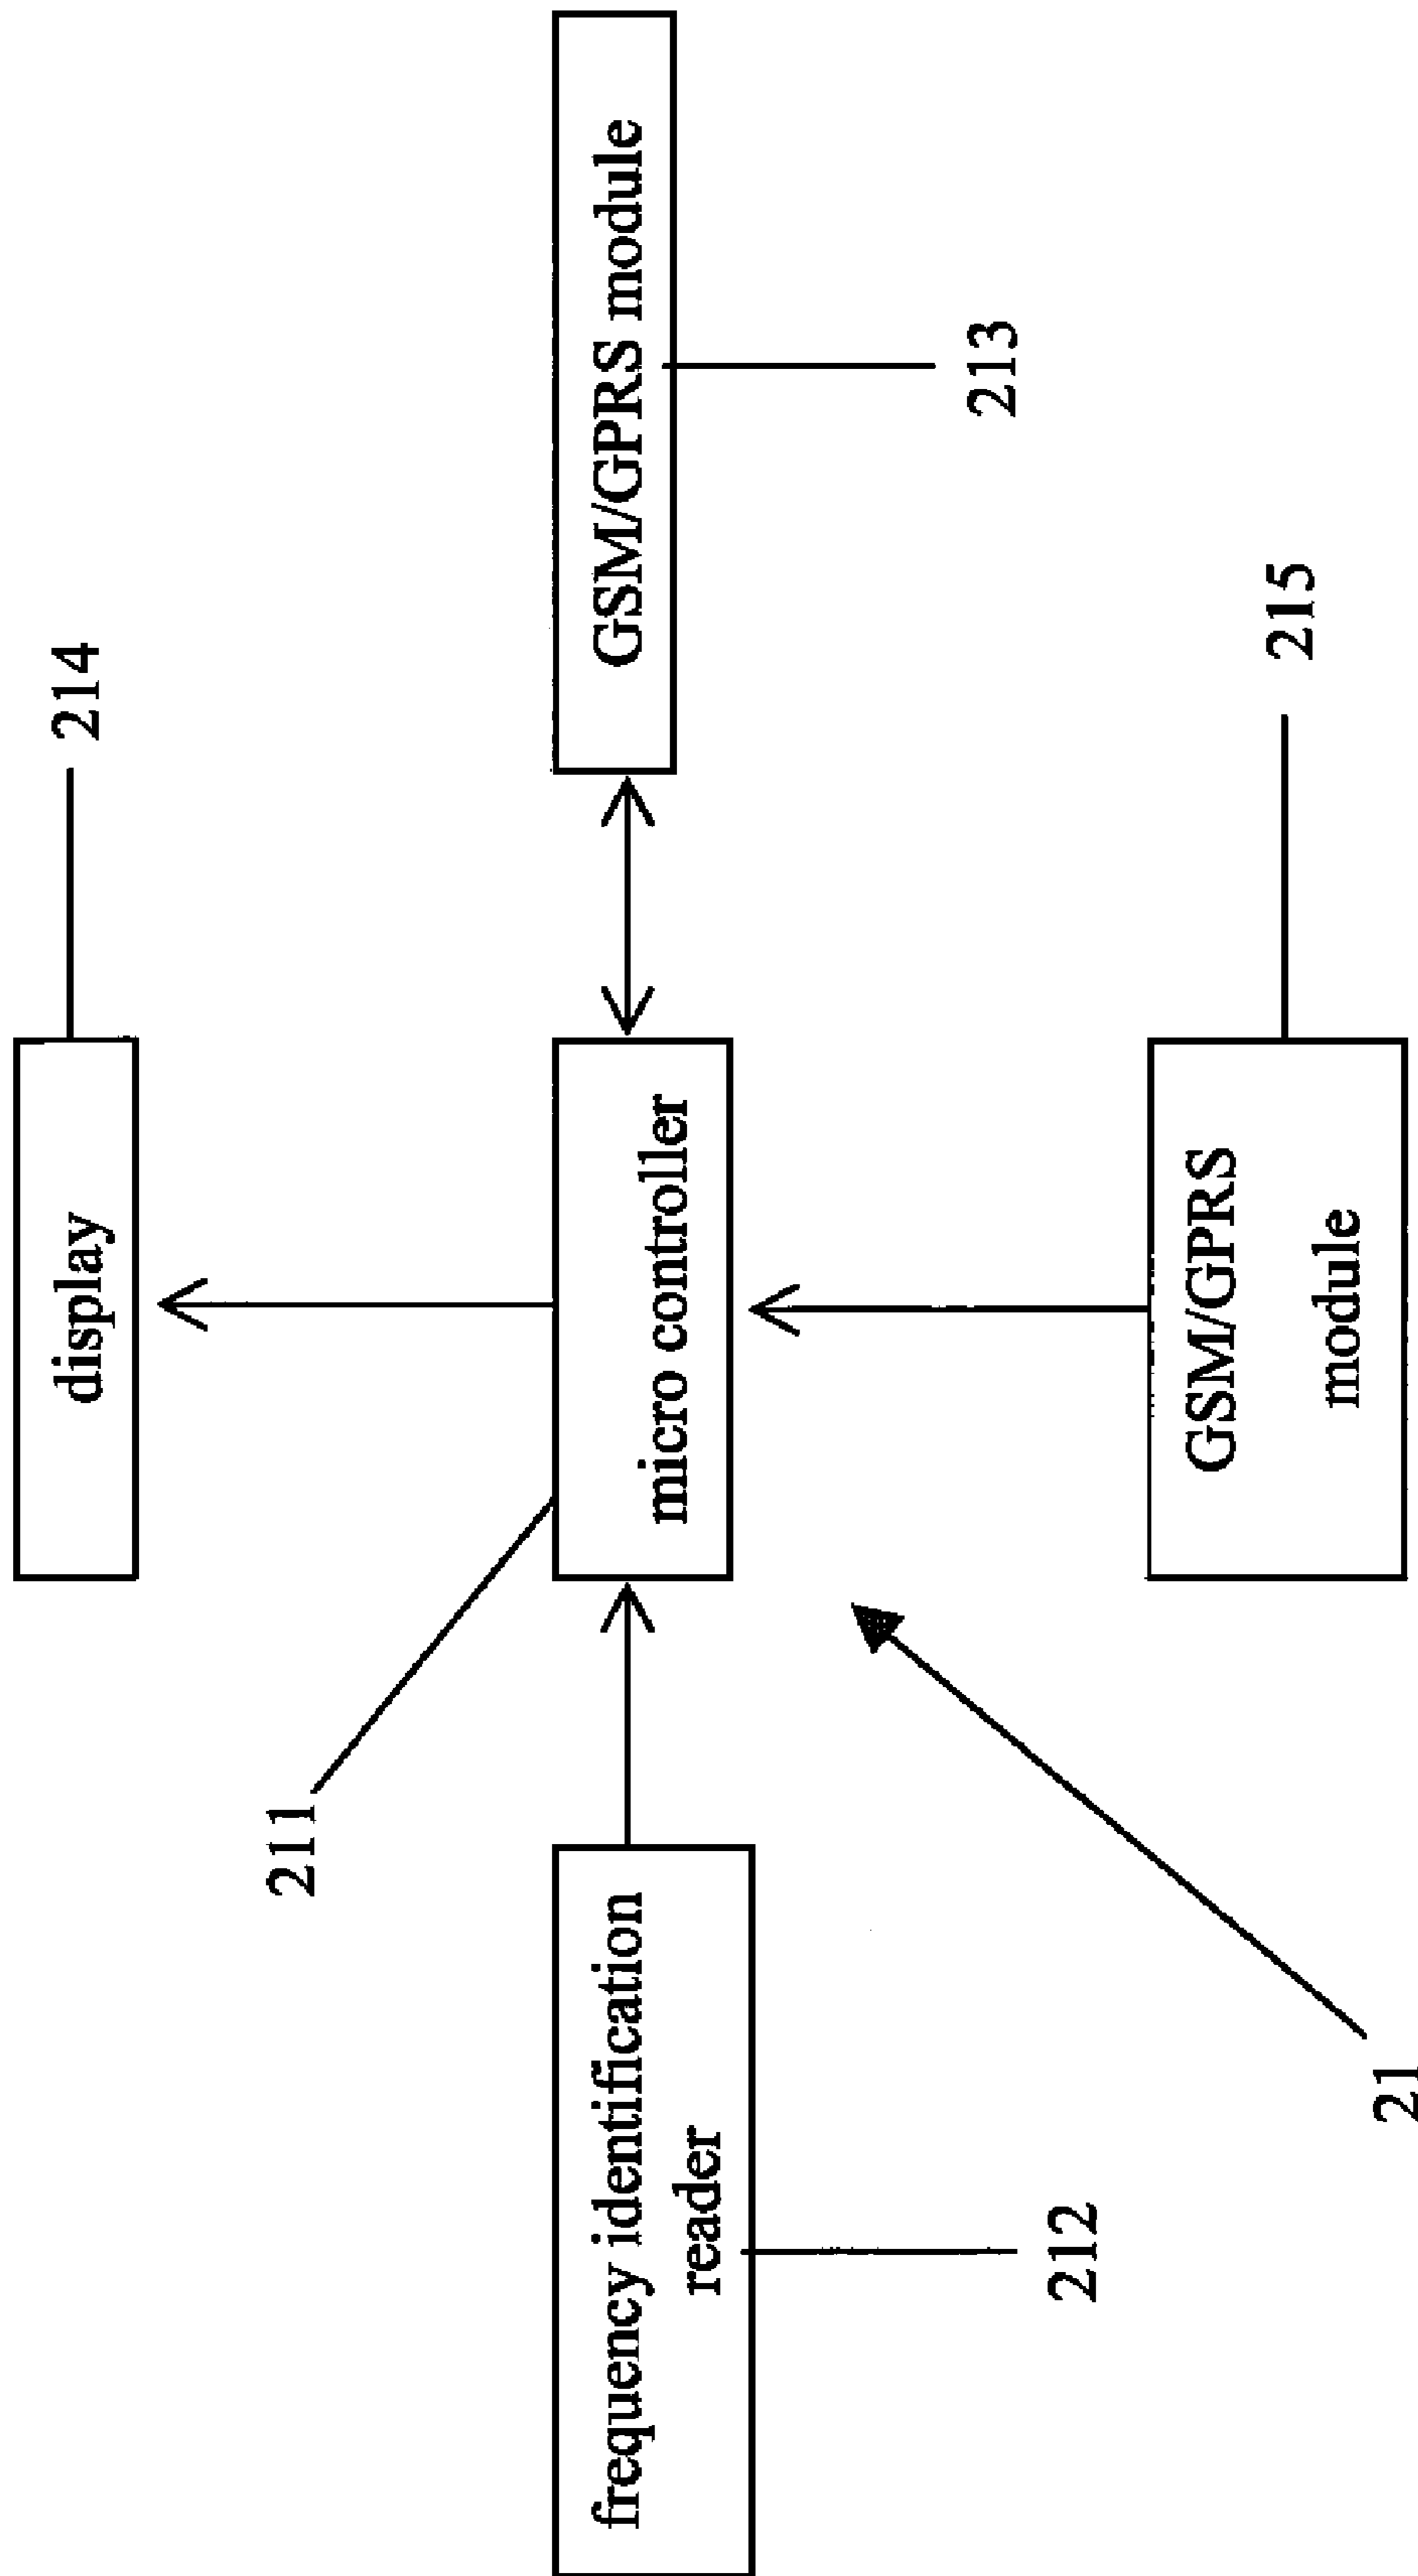 display
214
211
frequency identification
reader
micro controller
GSM/GPRS module
212
213
GSM/GPRS
module
215
21